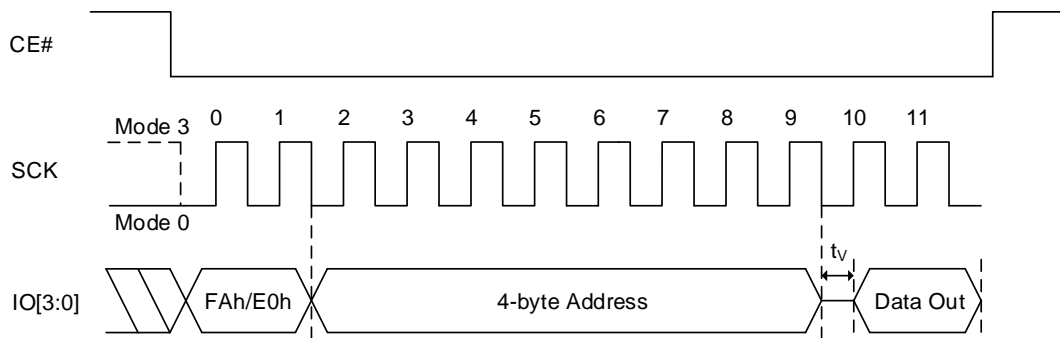 CE#
Mode 3
0 1 2 3 4 5 6 7 8 9 10 11
SCK
Mode 0
tV
IO[3:0]
FAh/E0h
4-byte Address
Data Out